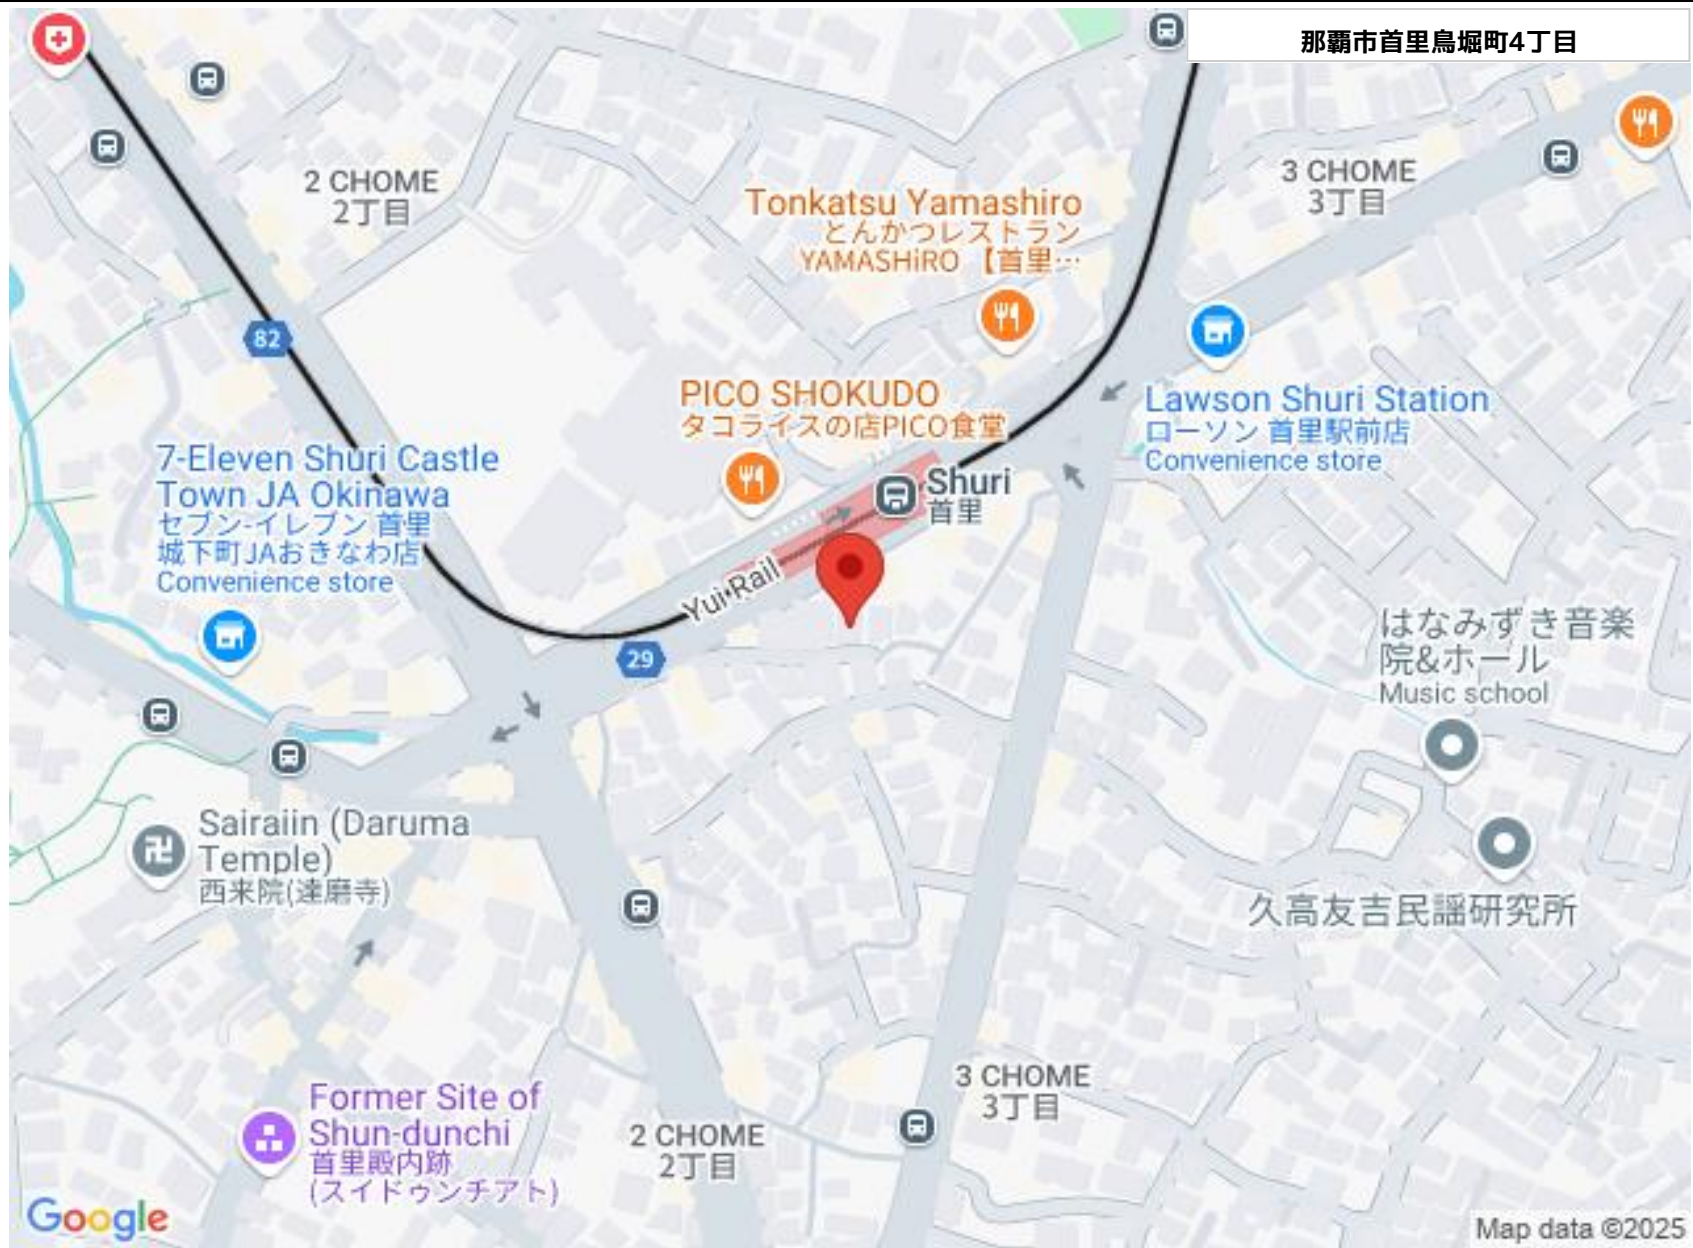 那覇市首里鳥堀町4丁目
2 CHOME
2丁目
3 CHOME
3丁目
Tonkatsu Yamashiro
とんかつレストラン
YAMASHiRO 【首里…
82
PICO SHOKUDO
タコライスの店PICO食堂
Lawson Shuri Station
ローソン 首里駅前店
Convenience store
7-Eleven Shuri Castle
Town JA Okinawa
セブン-イレブン 首里
城下町JAおきなわ店
Convenience store
Shuri
首里
Yui Rail
29
はなみずき音楽
院&ホール
Music school
Sairaiin (Daruma
Temple)
西来院(達磨寺)
久高友吉民謡研究所
Former Site of
Shun-dunchi
首里殿内跡
(スイドゥンチアト)
3 CHOME
3丁目
2 CHOME
2丁目
Google
Map data ©2025